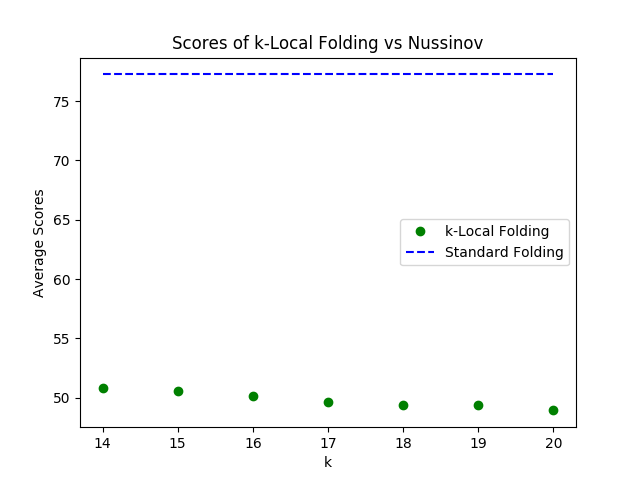 Scores of k-Local Folding vs Nussinov
Average Scores
75
70
65
60
55
50
k-Local Folding
Standard Folding
14 15 16 17 18 19 20
k